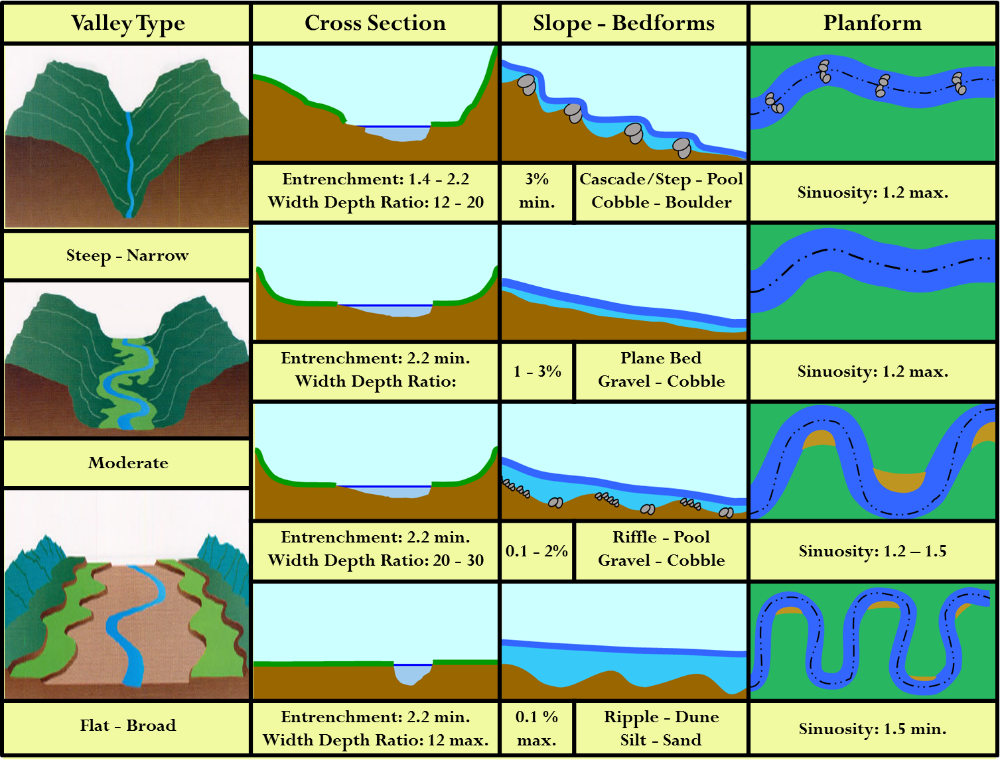 Valley Type
Cross Section
Slope - Bedforms
Planform
Entrenchment: 1.4 - 2.2
Width Depth Ratio: 12 - 20
3%
min.
Cascade/Step - Pool
Cobble - Boulder
Sinuosity: 1.2 max.
Steep - Narrow
Entrenchment: 2.2 min.
Width Depth Ratio:
1 - 3%
Plane Bed
Gravel - Cobble
Sinuosity: 1.2 max.
Moderate
Entrenchment: 2.2 min.
Width Depth Ratio: 20 - 30
0.1 - 2%
Riffle - Pool
Gravel - Cobble
Sinuosity: 1.2 – 1.5
Flat - Broad
Entrenchment: 2.2 min.
Width Depth Ratio: 12 max.
0.1 %
max.
Ripple - Dune
Silt - Sand
Sinuosity: 1.5 min.